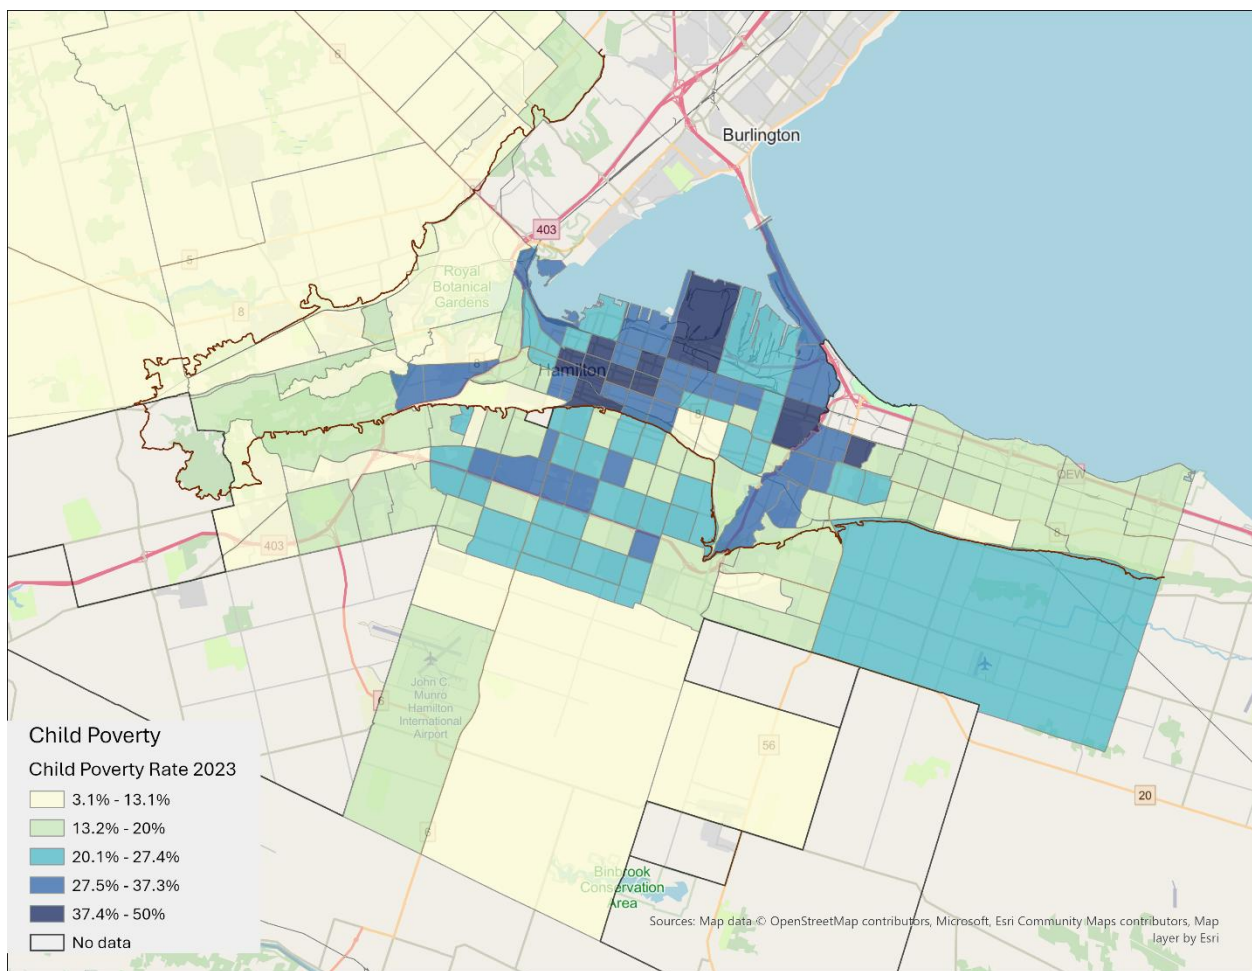 6
Burlington
403
Royal
Botanical
Gardens
5
8
8
Hamilton
8
QEW
8
403
John C.
Munro
Hamilton
International
Airport
6
56
20
6
Binbrook
Conservation
Area
Child Poverty
Child Poverty Rate 2023
3.1% - 13.1%
13.2% - 20%
20.1% - 27.4%
27.5% - 37.3%
37.4% - 50%
No data
Sources: Map data © OpenStreetMap contributors, Microsoft, Esri Community Maps contributors, Map
layer by Esri